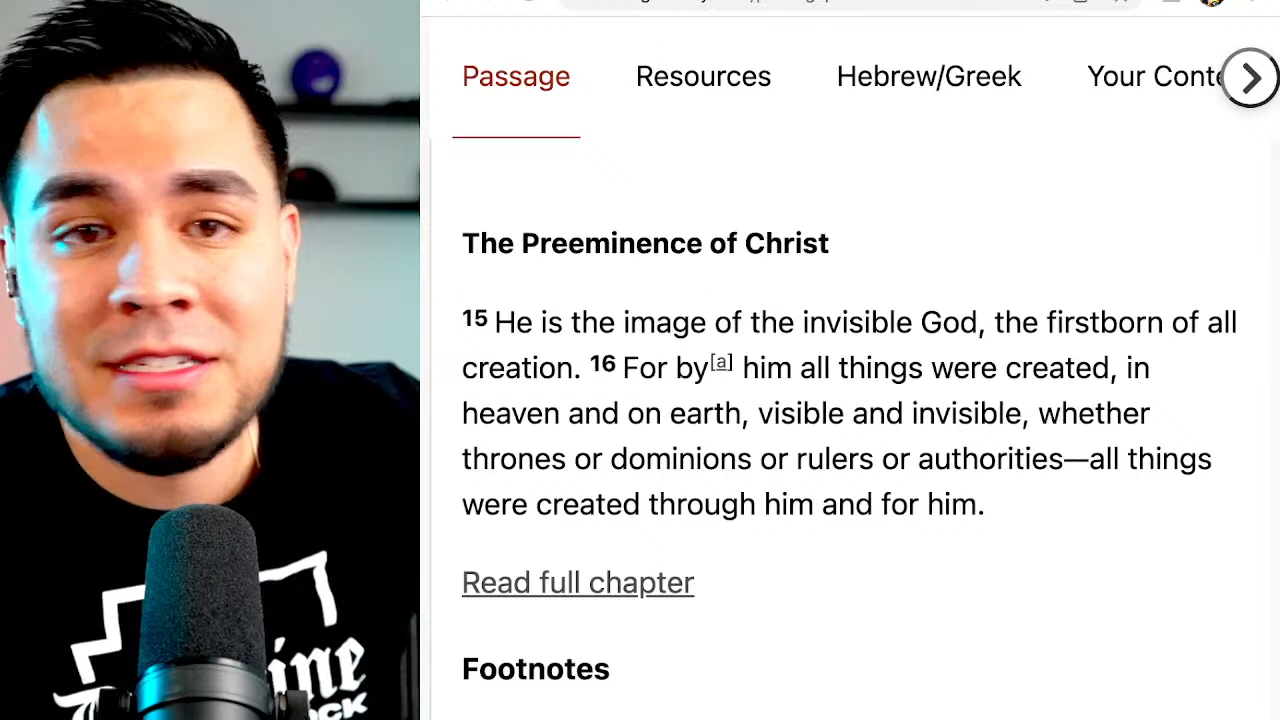 Passage Resources Hebrew/Greek Your Conte
The Preeminence of Christ
15 He is the image of the invisible God, the firstborn of all
creation. 16 For by[a] him all things were created, in
heaven and on earth, visible and invisible, whether
thrones or dominions or rulers or authorities—all things
were created through him and for him.
Read full chapter
Footnotes